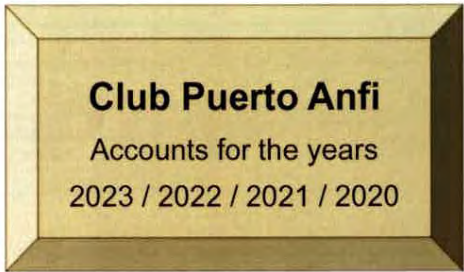 Club Puerto Anfi
Accounts for the years
2023 / 2022 / 2021 / 2020